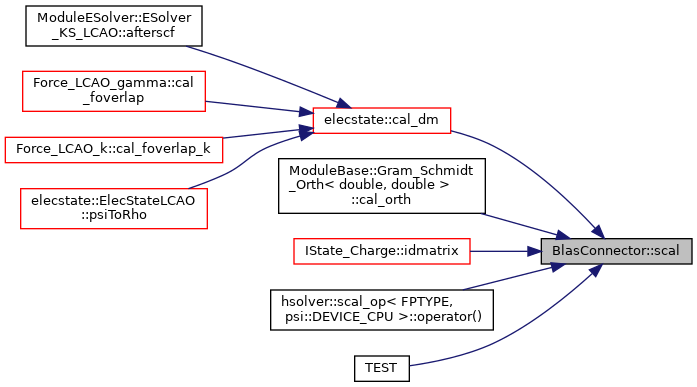 ModuleESolver::ESolver
_KS_LCAO::afterscf
Force_LCAO_gamma::cal
_foverlap
elecstate::cal_dm
Force_LCAO_k::cal_foverlap_k
ModuleBase::Gram_Schmidt
_Orth< double, double >
::cal_orth
elecstate::ElecStateLCAO
::psiToRho
IState_Charge::idmatrix
BlasConnector::scal
hsolver::scal_op< FPTYPE,
psi::DEVICE_CPU >::operator()
TEST